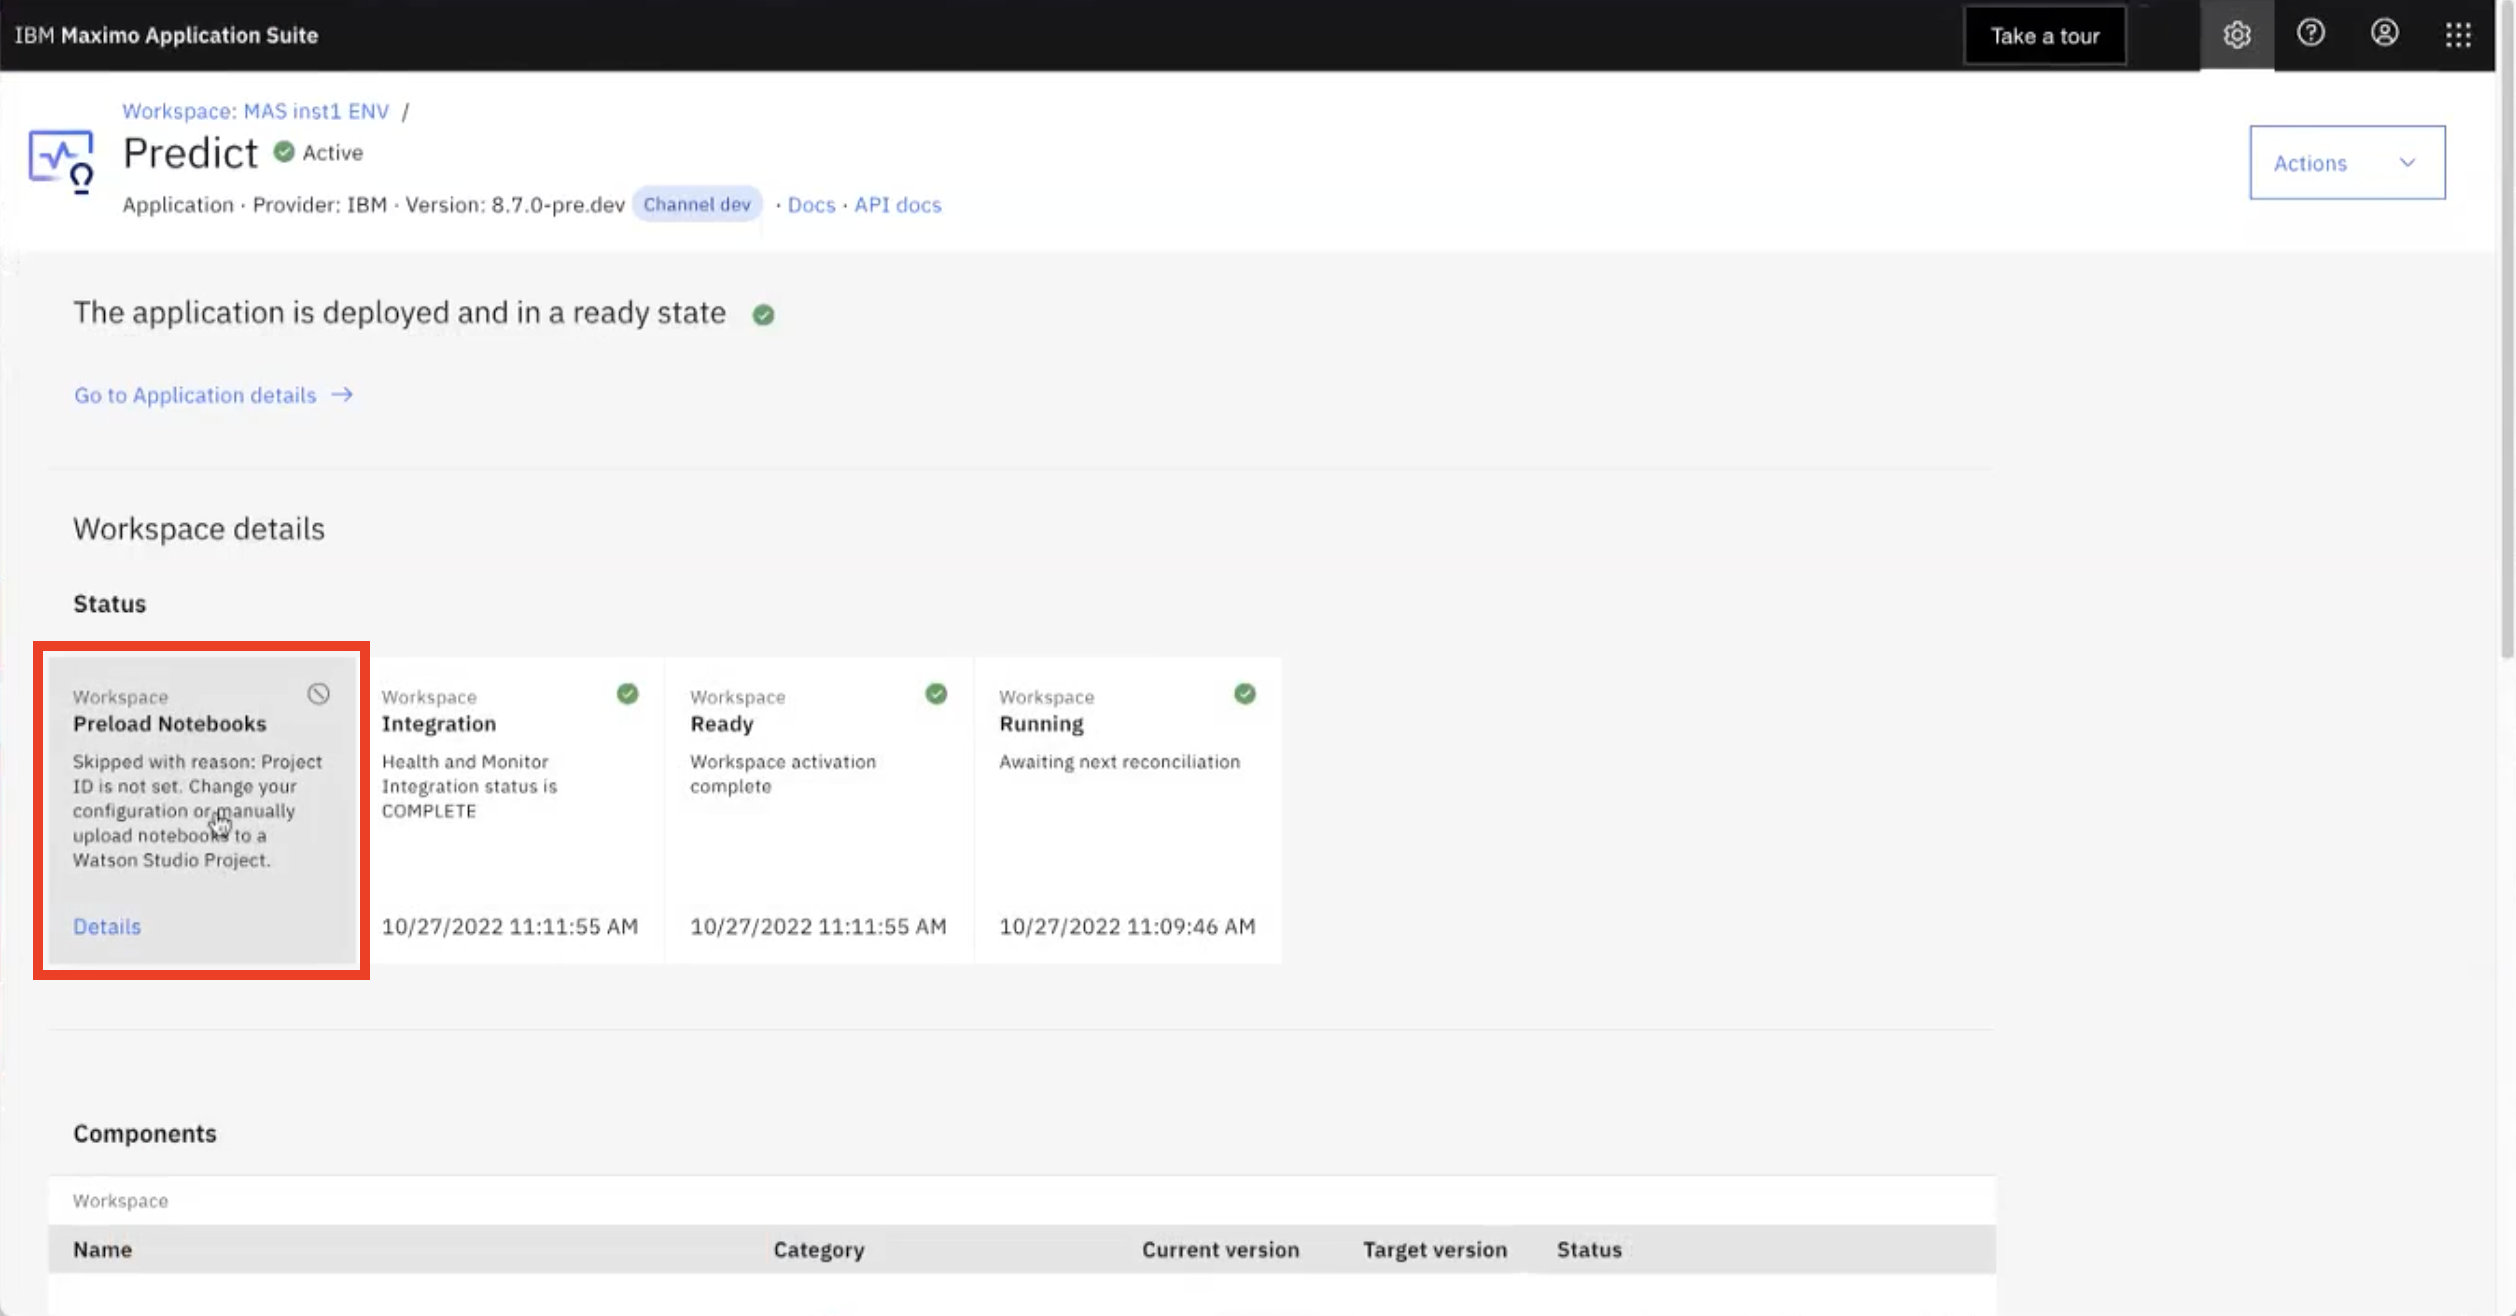 IBM Maximo Application Suite
Take a tour
Workspace: MAS inst1 ENV /
Predict Active
Actions
Application · Provider: IBM · Version: 8.7.0-pre.dev Channel dev · Docs · API docs
The application is deployed and in a ready state
Go to Application details →
Workspace details
Status
Workspace
Preload Notebooks
Skipped with reason: Project
ID is not set. Change your
configuration or manually
upload notebooks to a
Watson Studio Project.
Details
Workspace
Integration
Health and Monitor
Integration status is
COMPLETE
10/27/2022 11:11:55 AM
Workspace
Ready
Workspace activation
complete
10/27/2022 11:11:55 AM
Workspace
Running
Awaiting next reconciliation
10/27/2022 11:09:46 AM
Components
Workspace
Name Category Current version Target version Status